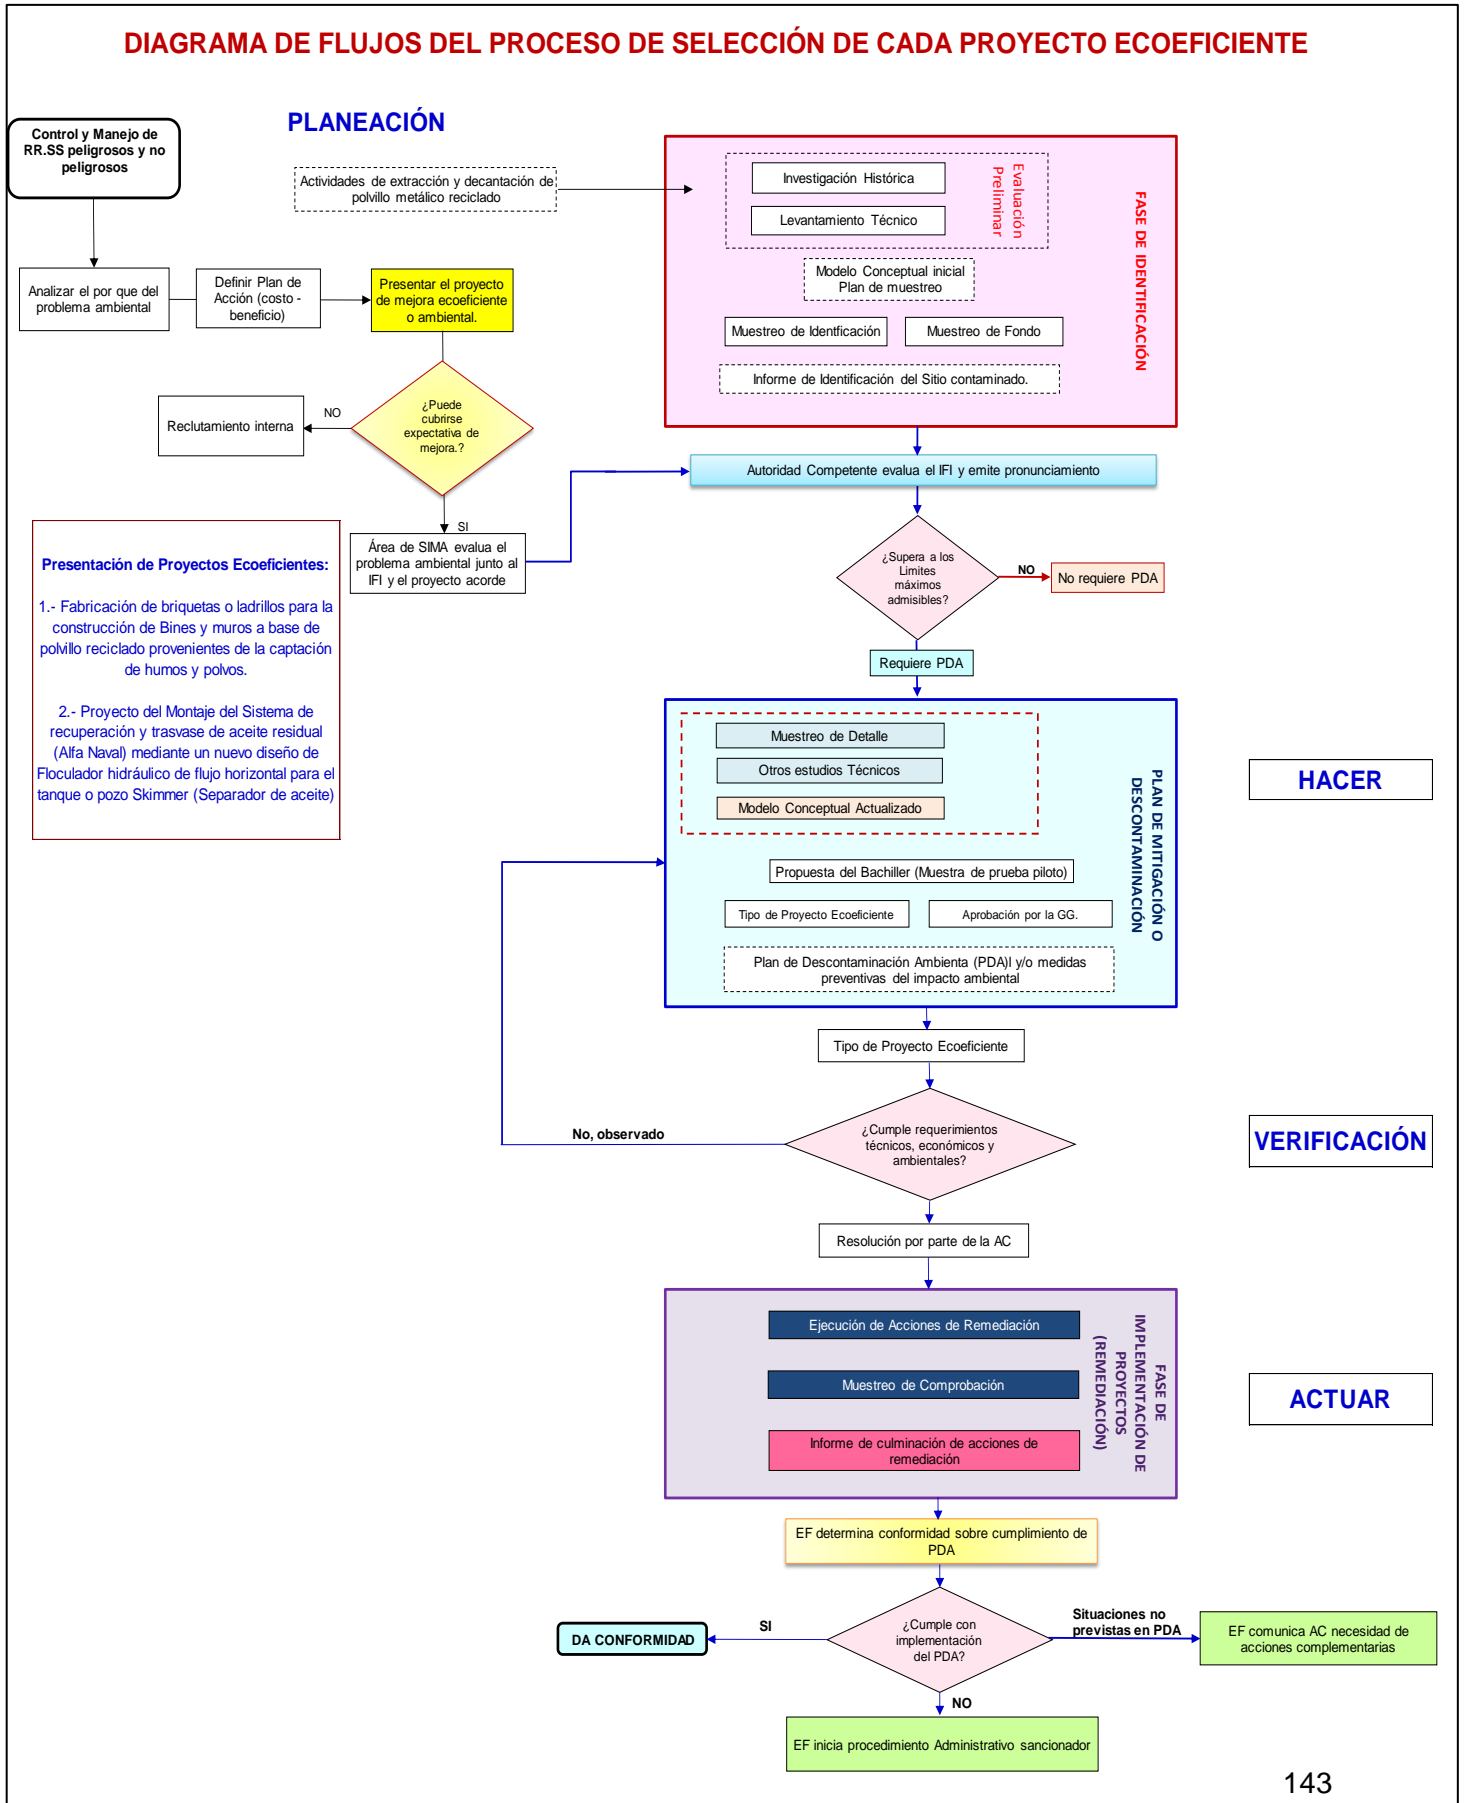 DIAGRAMA DE FLUJOS DEL PROCESO DE SELECCIÓN DE CADA PROYECTO ECOEFICIENTE
PLANEACIÓN
Control y Manejo de
RR.SS peligrosos y no
peligrosos
Actividades de extracción y decantación de
polvillo metálico reciclado
Analizar el por que del
problema ambiental
Definir Plan de
Acción (costo -
beneficio)
Presentar el proyecto
de mejora ecoeficiente
o ambiental.
¿Puede
cubrirse
expectativa de
mejora.?
NO
Reclutamiento interna
SI
Área de SIMA evalua el
problema ambiental junto al
IFI y el proyecto acorde
Presentación de Proyectos Ecoeficientes:
1.- Fabricación de briquetas o ladrillos para la
construcción de Bines y muros a base de
polvillo reciclado provenientes de la captación
de humos y polvos.
2.- Proyecto del Montaje del Sistema de
recuperación y trasvase de aceite residual
(Alfa Naval) mediante un nuevo diseño de
Floculador hidráulico de flujo horizontal para el
tanque o pozo Skimmer (Separador de aceite)
Investigación Histórica
Levantamiento Técnico
Evaluación
Preliminar
FASE DE IDENTIFICACIÓN
Modelo Conceptual inicial
Plan de muestreo
Muestreo de Identficación
Muestreo de Fondo
Informe de Identificación del Sitio contaminado.
Autoridad Competente evalua el IFI y emite pronunciamiento
¿Supera a los
Limites
máximos
admisibles?
NO
No requiere PDA
Requiere PDA
Muestreo de Detalle
Otros estudios Técnicos
Modelo Conceptual Actualizado
PLAN DE MITIGACIÓN O
DESCONTAMINACIÓN
Propuesta del Bachiller (Muestra de prueba piloto)
Tipo de Proyecto Ecoeficiente
Aprobación por la GG.
Plan de Descontaminación Ambienta (PDA)l y/o medidas
preventivas del impacto ambiental
HACER
Tipo de Proyecto Ecoeficiente
¿Cumple requerimientos
técnicos, económicos y
ambientales?
No, observado
VERIFICACIÓN
Resolución por parte de la AC
Ejecución de Acciones de Remediación
Muestreo de Comprobación
Informe de culminación de acciones de
remediación
FASE DE
IMPLEMENTACIÓN DE
PROYECTOS
(REMEDIACIÓN)
ACTUAR
EF determina conformidad sobre cumplimiento de
PDA
¿Cumple con
implementación
del PDA?
SI
DA CONFORMIDAD
Situaciones no
previstas en PDA
EF comunica AC necesidad de
acciones complementarias
NO
EF inicia procedimiento Administrativo sancionador
143